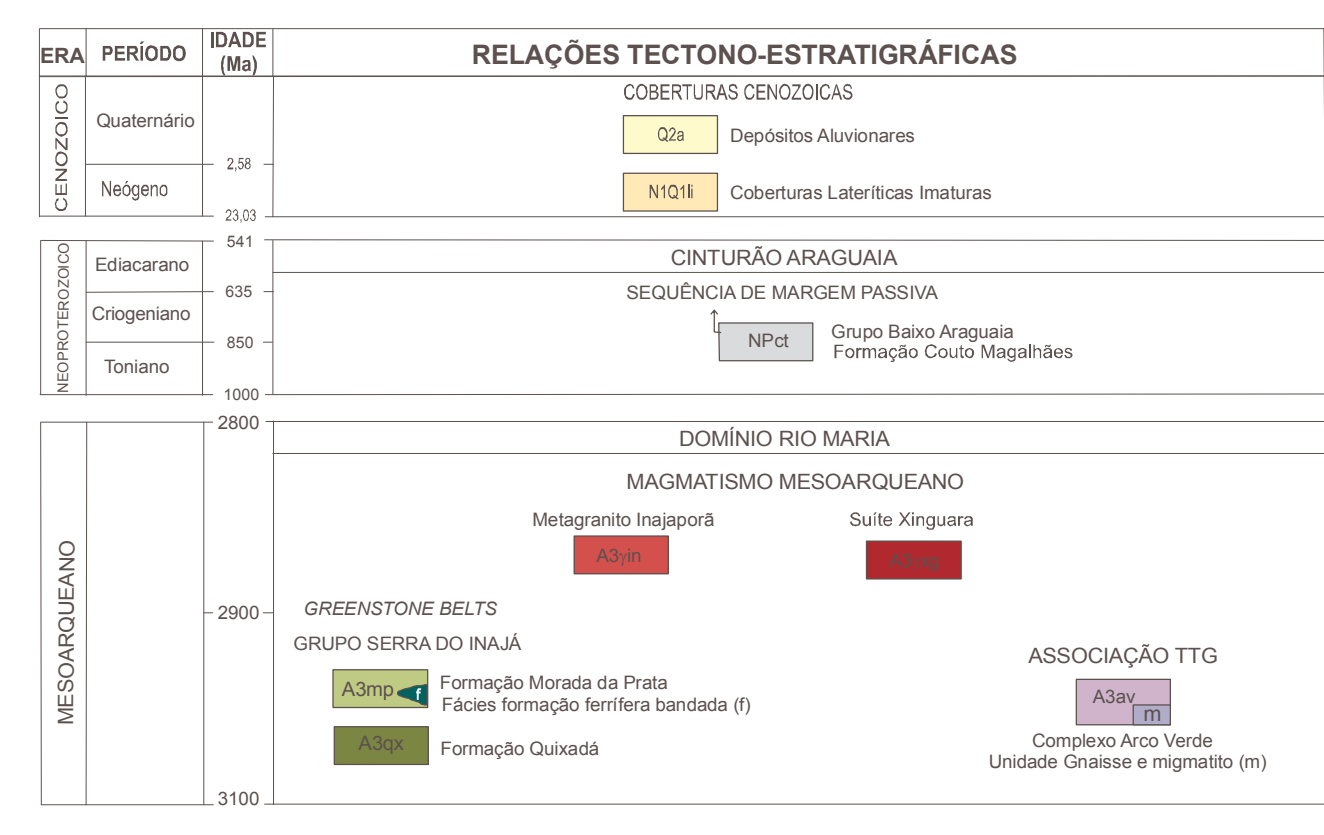 ERA
PERÍODO
IDADE
(Ma)
RELAÇÕES TECTONO-ESTRATIGRÁFICAS
CENOZOICO
Quaternário
2,58
Neógeno
23,03
COBERTURAS CENOZOICAS
Q2a
Depósitos Aluvionares
N1Q1li
Coberturas Lateríticas Imaturas
NEOPROTEROZOICO
541
Ediacarano
635
Criogeniano
850
Toniano
1000
CINTURÃO ARAGUAIA
SEQUÊNCIA DE MARGEM PASSIVA
NPct
Grupo Baixo Araguaia
Formação Couto Magalhães
MESOARQUEANO
2800
2900
3100
DOMÍNIO RIO MARIA
MAGMATISMO MESOARQUEANO
Metagranito Inajaporã
A3γin
Suíte Xinguara
A3γxg
GREENSTONE BELTS
GRUPO SERRA DO INAJÁ
A3mp
f
Formação Morada da Prata
Fácies formação ferrífera bandada (f)
A3qx
Formação Quixadá
ASSOCIAÇÃO TTG
A3av
m
Complexo Arco Verde
Unidade Gnaisse e migmatito (m)